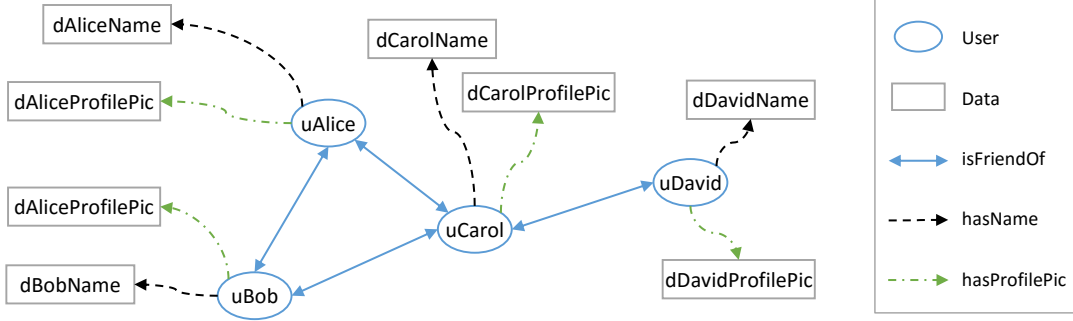 dAliceName
dCarolName
dAliceProfilePic
dCarolProfilePic
dDavidName
uAlice
uDavid
dAliceProfilePic
uCarol
dBobName
uBob
dDavidProfilePic
User
Data
isFriendOf
hasName
hasProfilePic